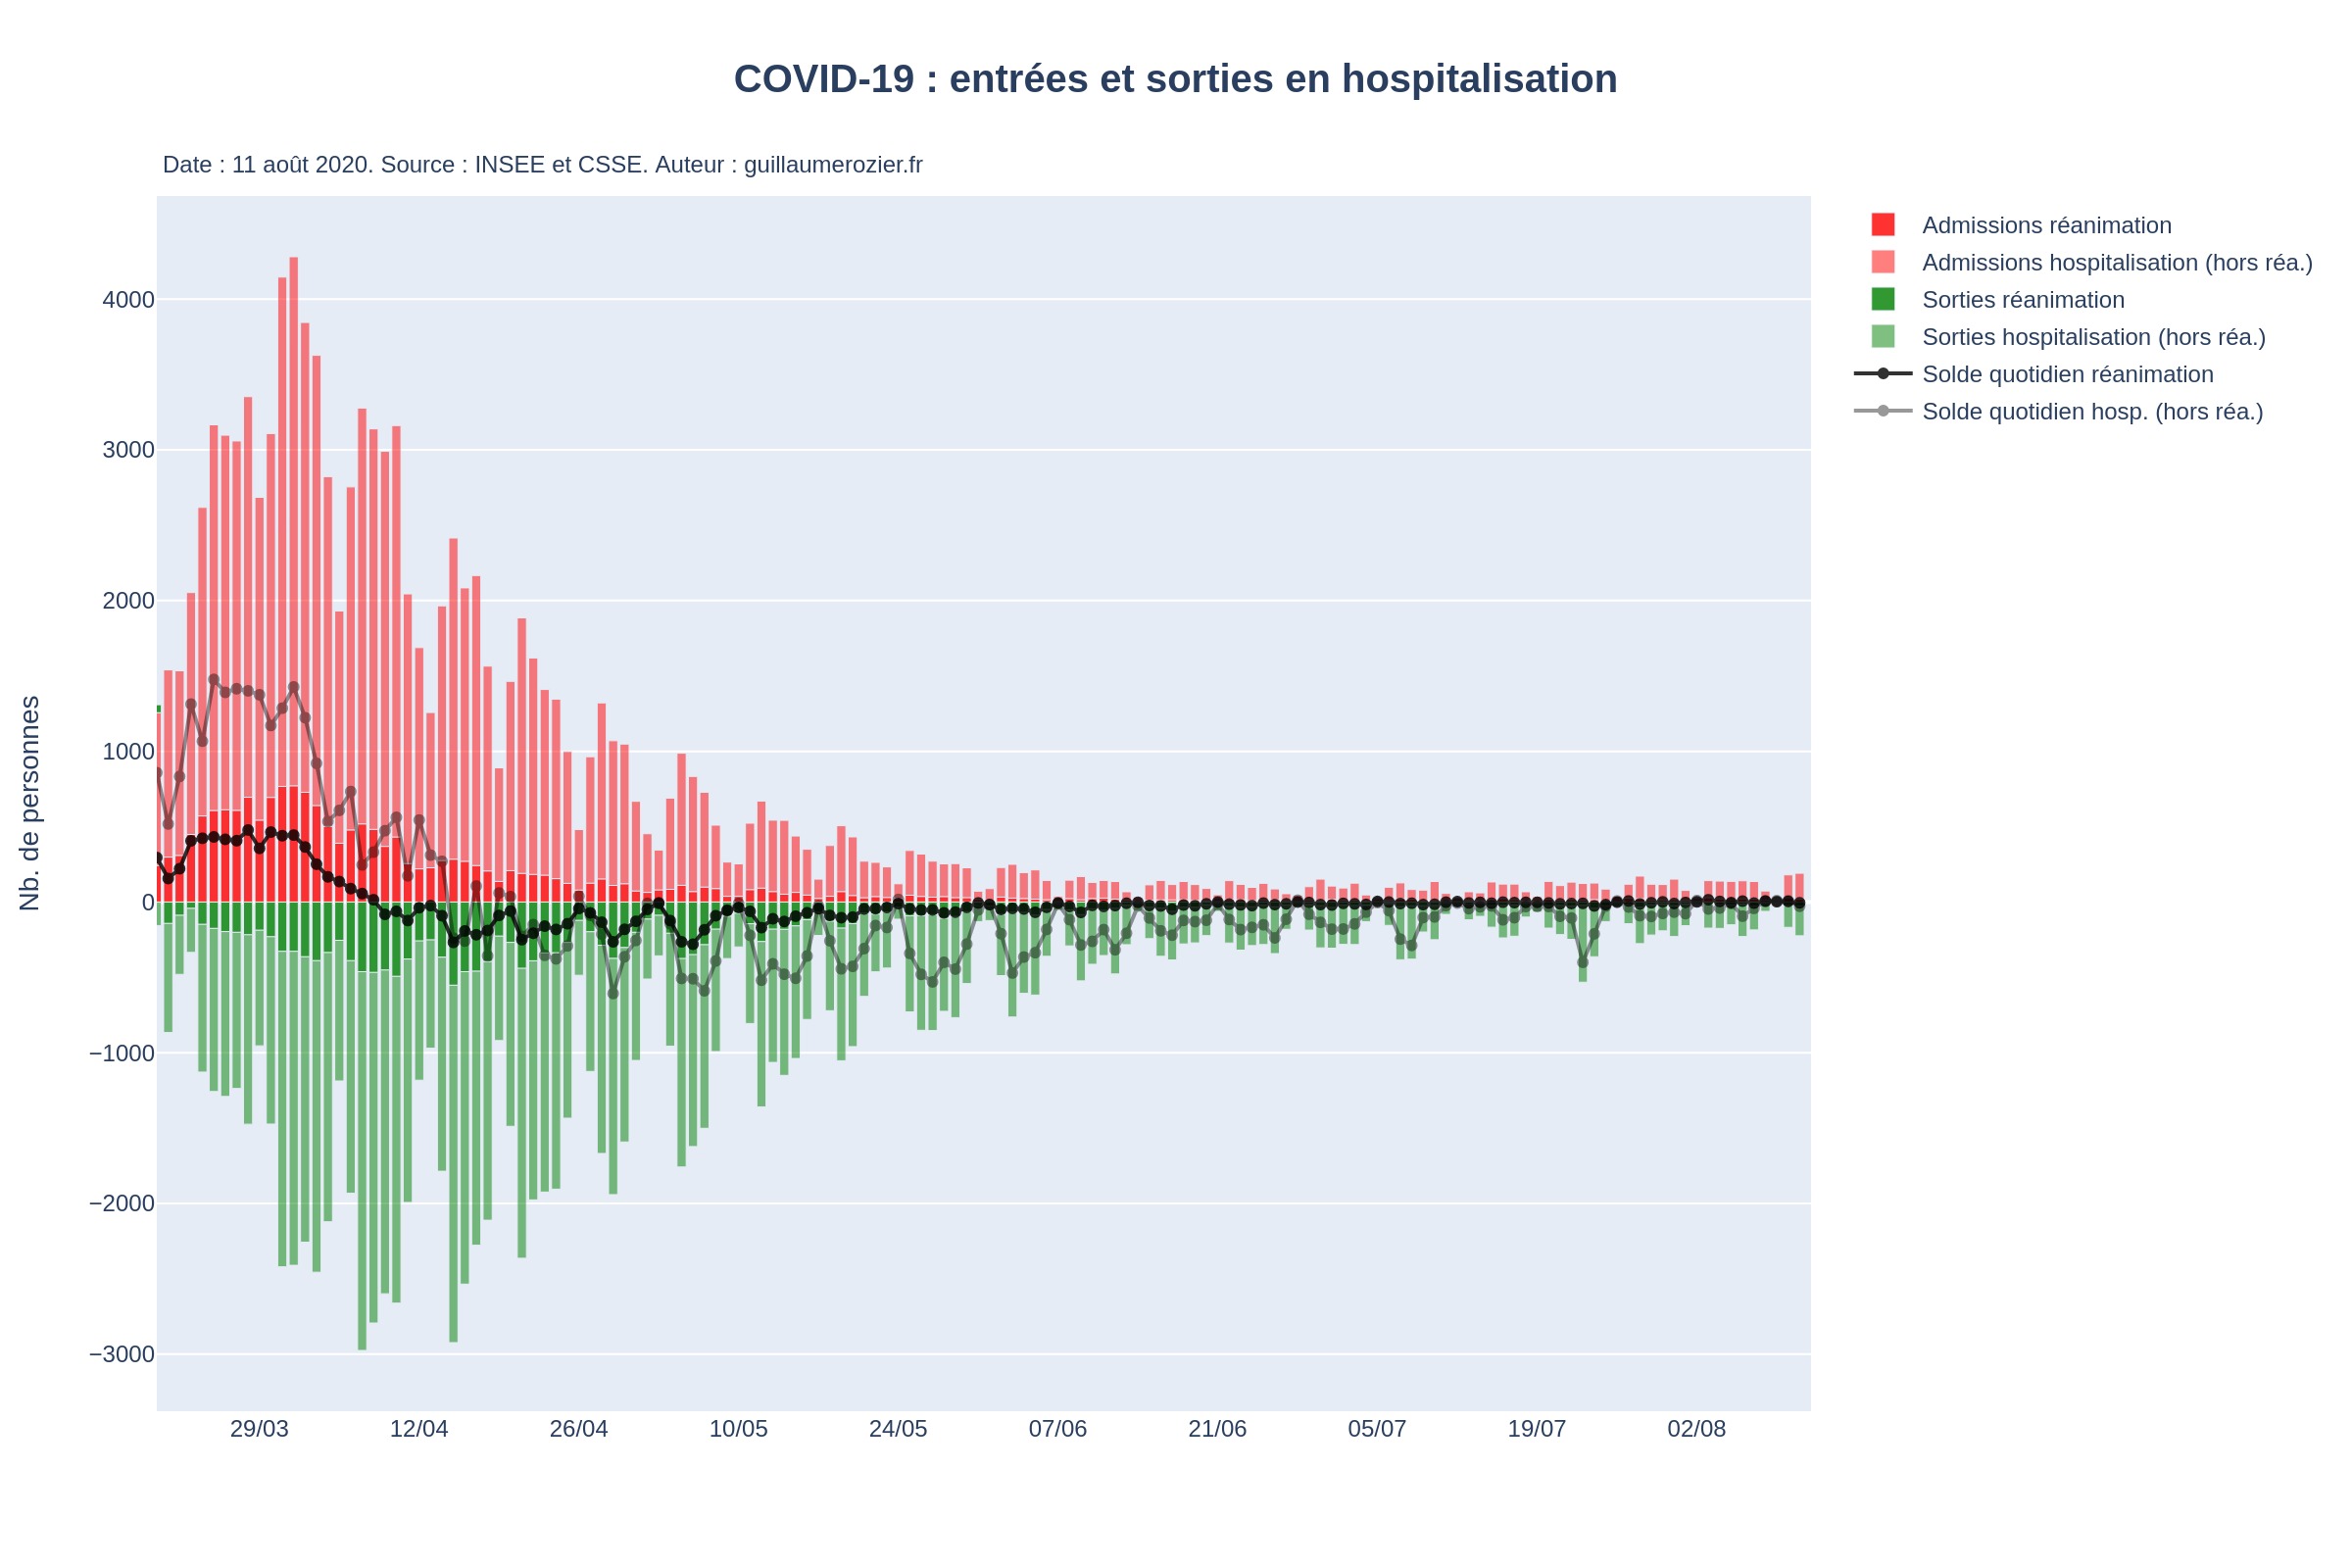 COVID-19 : entrées et sorties en hospitalisation
Date : 11 août 2020. Source : INSEE et CSSE. Auteur : guillaumerozier.fr
Admissions réanimation
Admissions hospitalisation (hors réa.)
Sorties réanimation
Sorties hospitalisation (hors réa.)
Solde quotidien réanimation
Solde quotidien hosp. (hors réa.)
Nb. de personnes
4000
3000
2000
1000
0
−1000
−2000
−3000
29/03 12/04 26/04 10/05 24/05 07/06 21/06 05/07 19/07 02/08